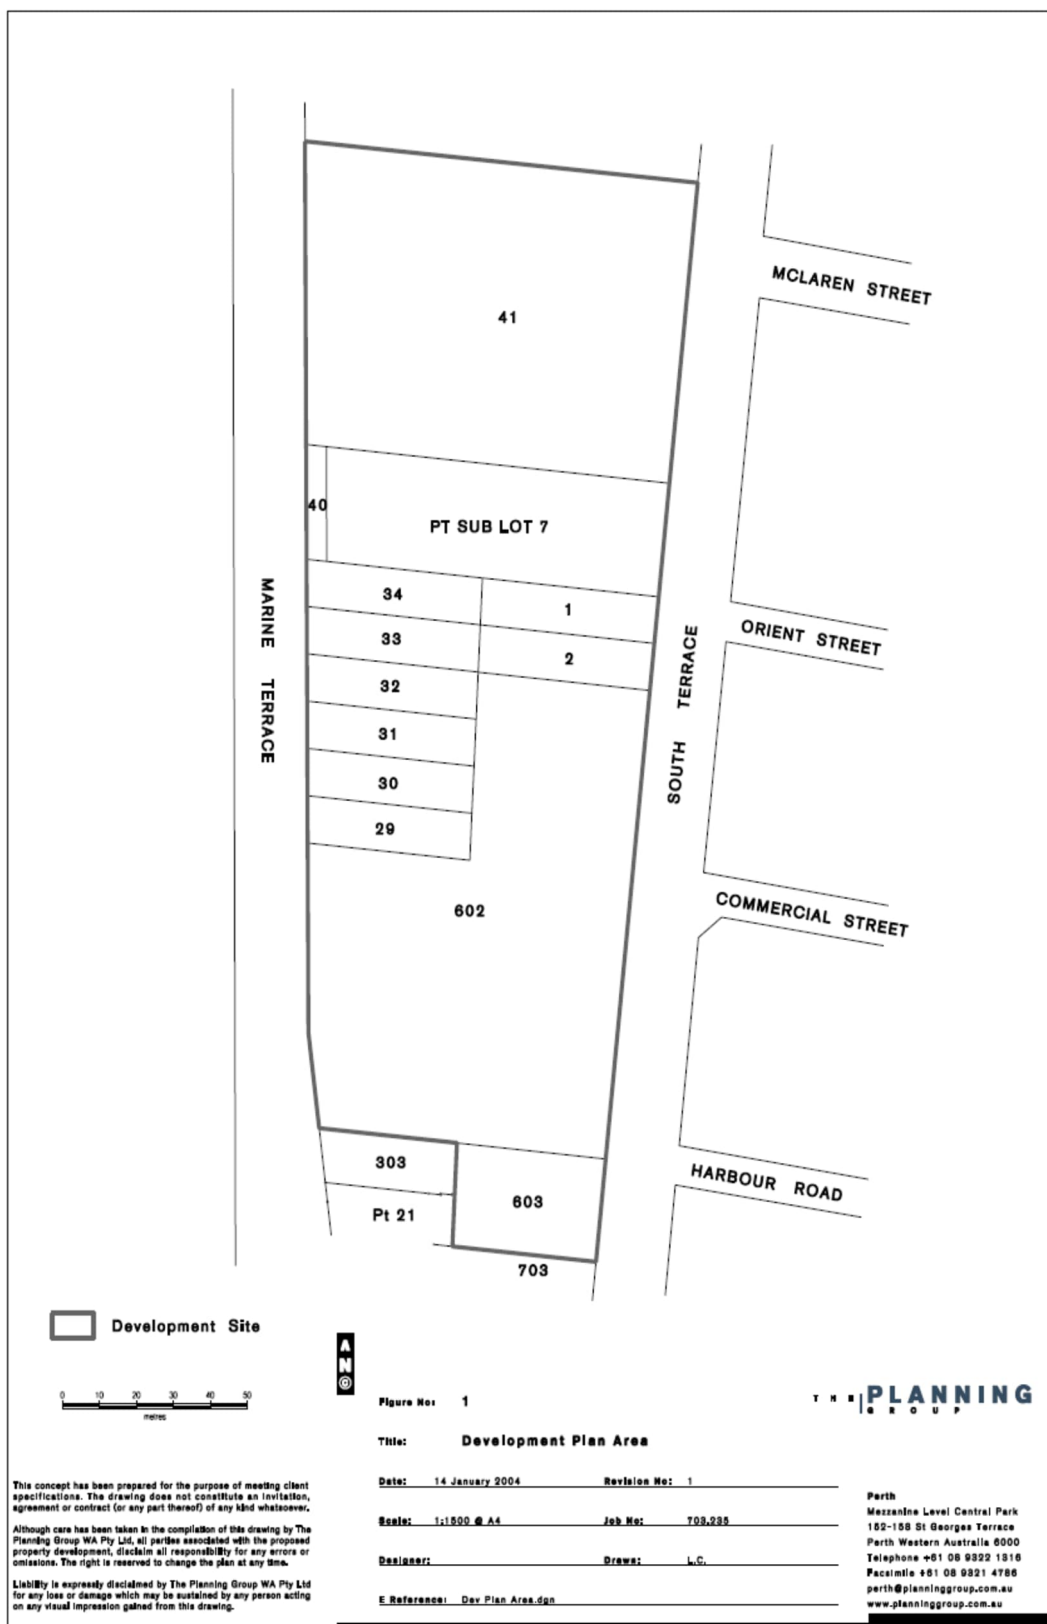 MCLAREN STREET
41
40
PT SUB LOT 7
34
1
33
2
32
31
30
29
MARINE TERRACE
SOUTH TERRACE
ORIENT STREET
602
COMMERCIAL STREET
303
603
HARBOUR ROAD
Pt 21
703
Development Site
0 10 20 30 40 50
metres
A
N
©
Figure No: 1
Title: Development Plan Area
Date: 14 January 2004 Revision No: 1
Scale: 1:1500 @ A4 Job No: 703.235
Designer: Drawn: L.C.
E Reference: Dev Plan Area.dgn
THE PLANNING
GROUP
This concept has been prepared for the purpose of meeting client
specifications. The drawing does not constitute an invitation,
agreement or contract (or any part thereof) of any kind whatsoever.
Although care has been taken in the compilation of this drawing by The
Planning Group WA Pty Ltd, all parties associated with the proposed
property development, disclaim all responsibility for any errors or
omissions. The right is reserved to change the plan at any time.
Liability is expressly disclaimed by The Planning Group WA Pty Ltd
for any loss or damage which may be sustained by any person acting
on any visual impression gained from this drawing.
Perth
Mezzanine Level Central Park
152-158 St Georges Terrace
Perth Western Australia 6000
Telephone +61 08 9322 1316
Facsimile +61 08 9321 4786
perth@planninggroup.com.au
www.planninggroup.com.au